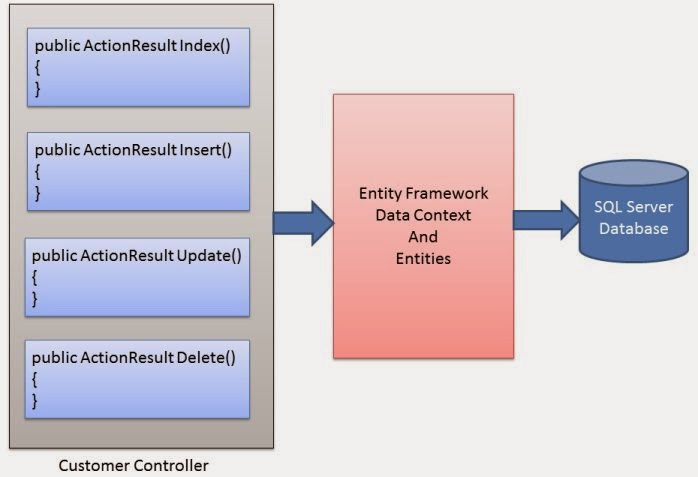 public ActionResult Index()
{
}
public ActionResult Insert()
{
}
public ActionResult Update()
{
}
public ActionResult Delete()
{
}
Customer Controller
Entity Framework
Data Context
And
Entities
SQL Server
Database